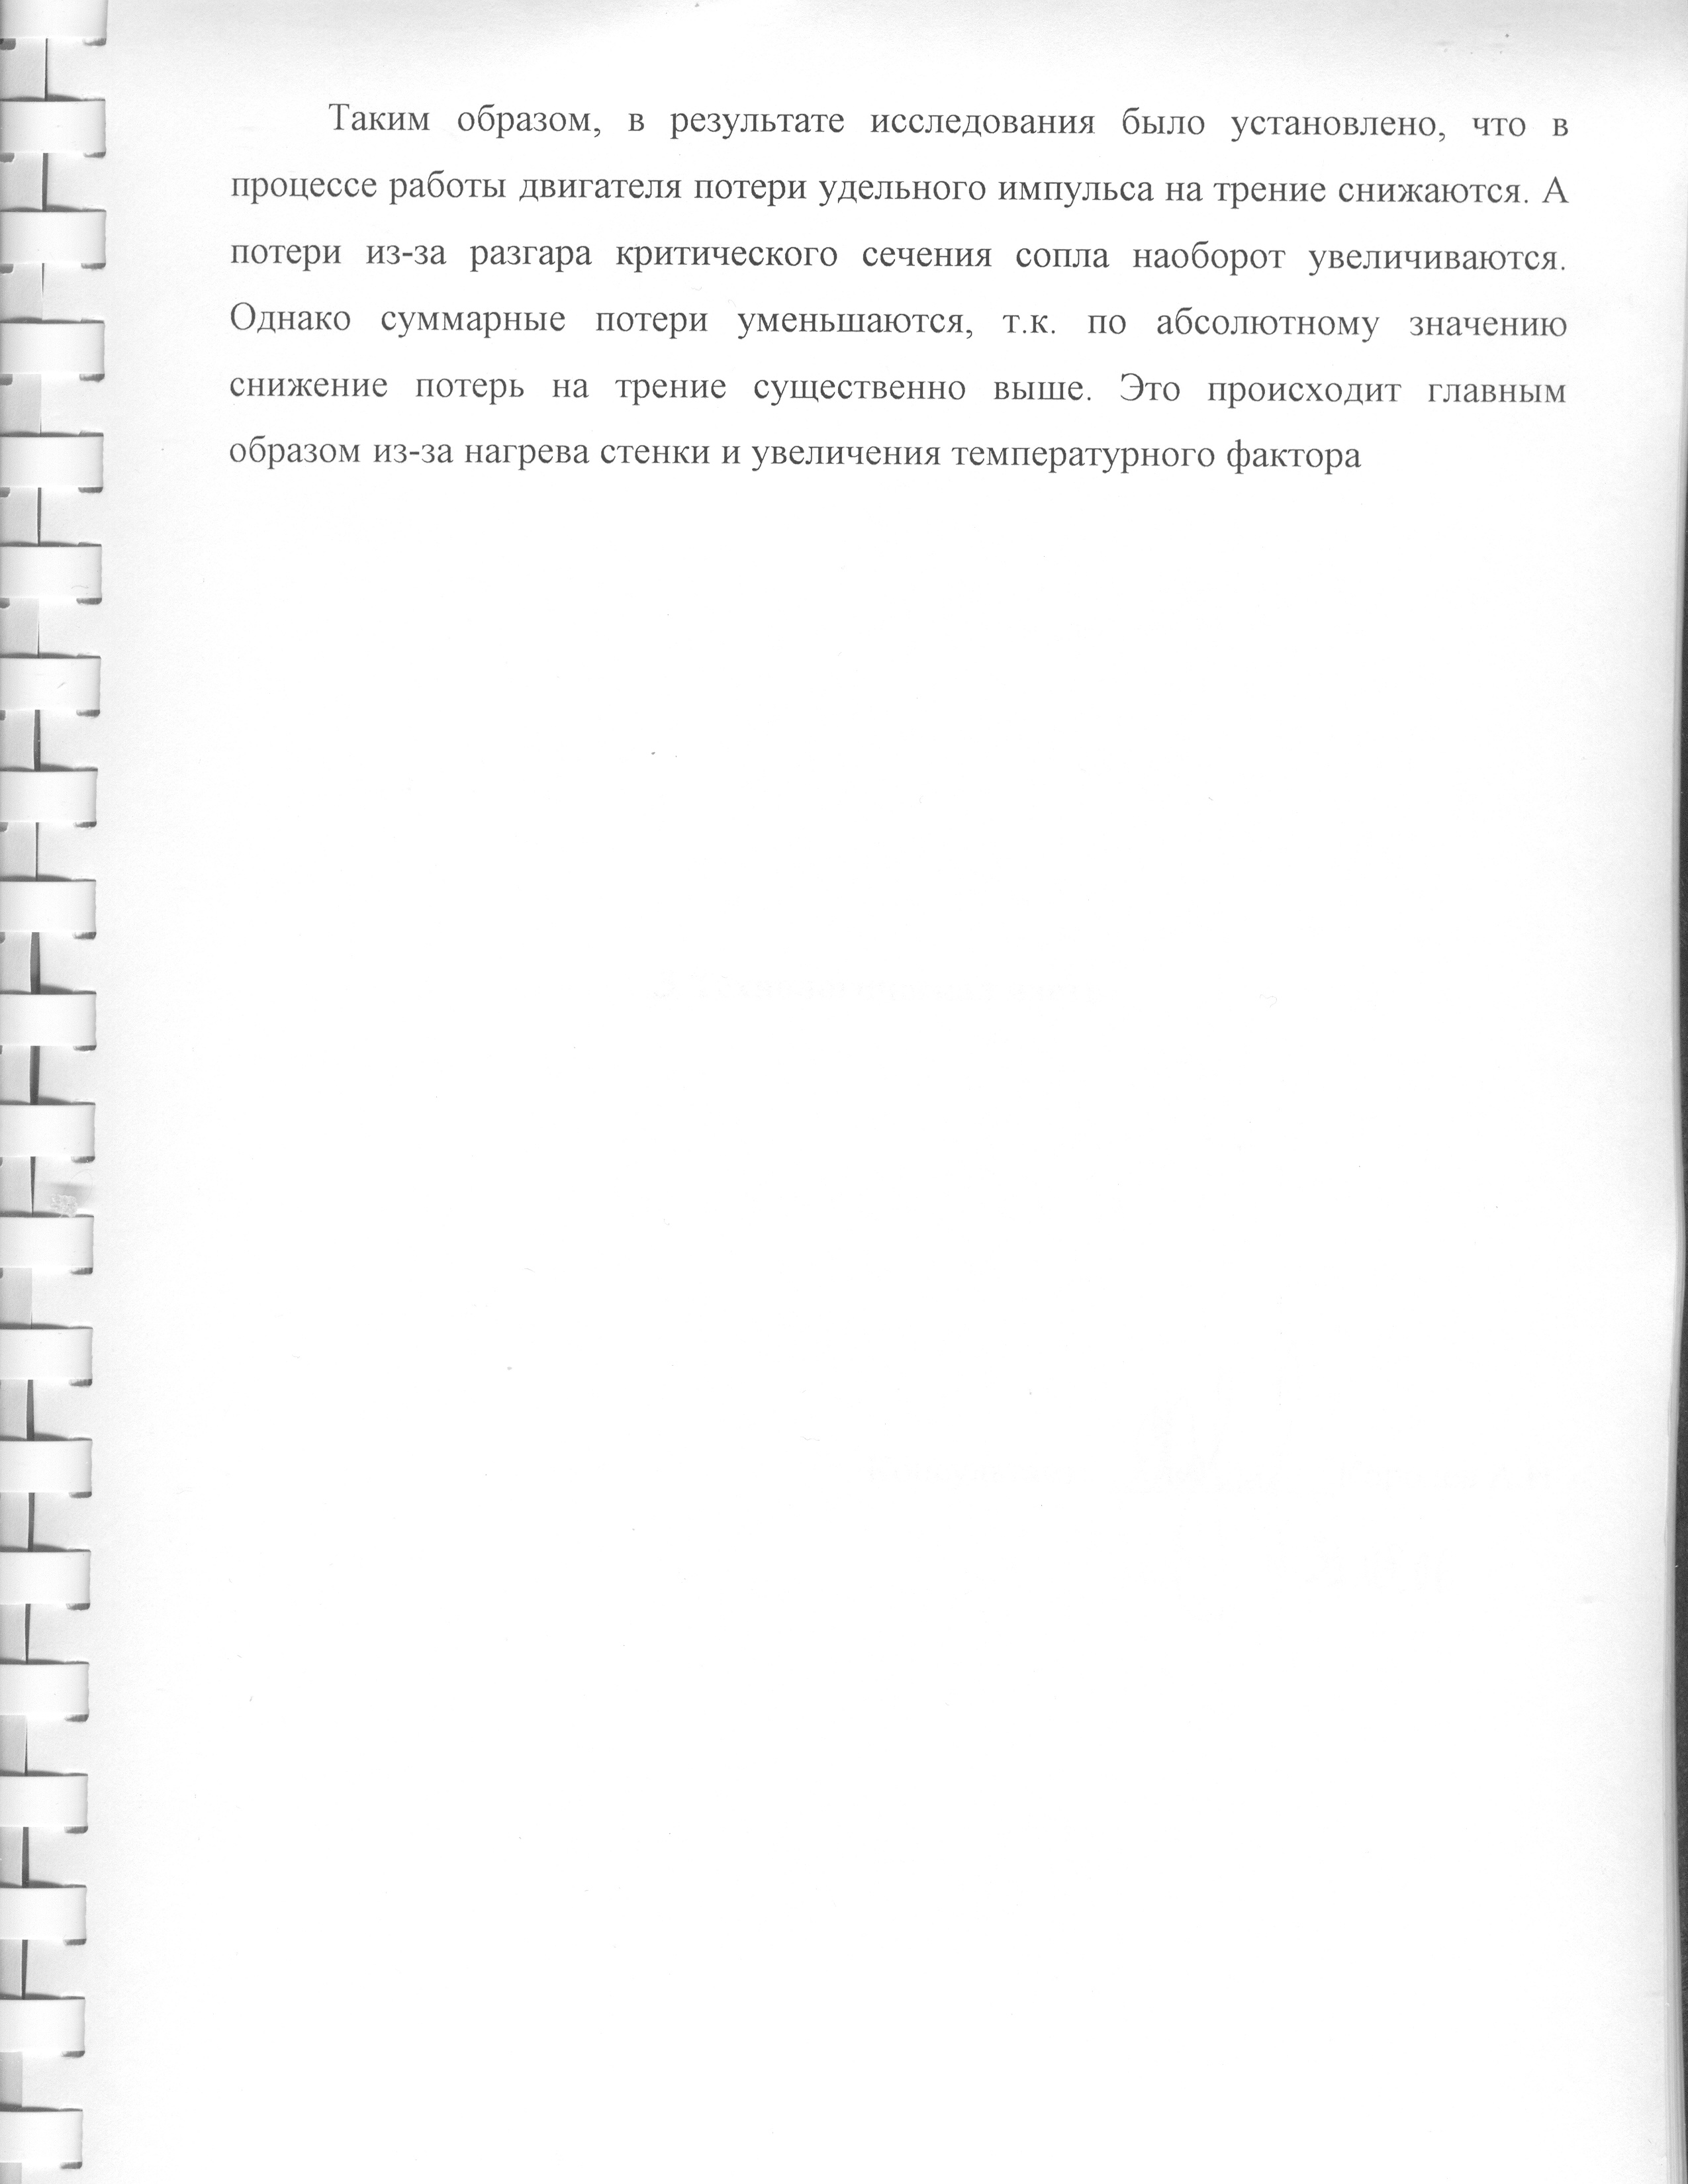 Таким образом, в результате исследования было установлено, что в
процессе работы двигателя потери удельного импульса на трение снижаются. А
потери из-за разгара критического сечения сопла наоборот увеличиваются.
Однако суммарные потери уменьшаются, т.к. по абсолютному значению
снижение потерь на трение существенно выше. Это происходит главным
образом из-за нагрева стенки и увеличения температурного фактора